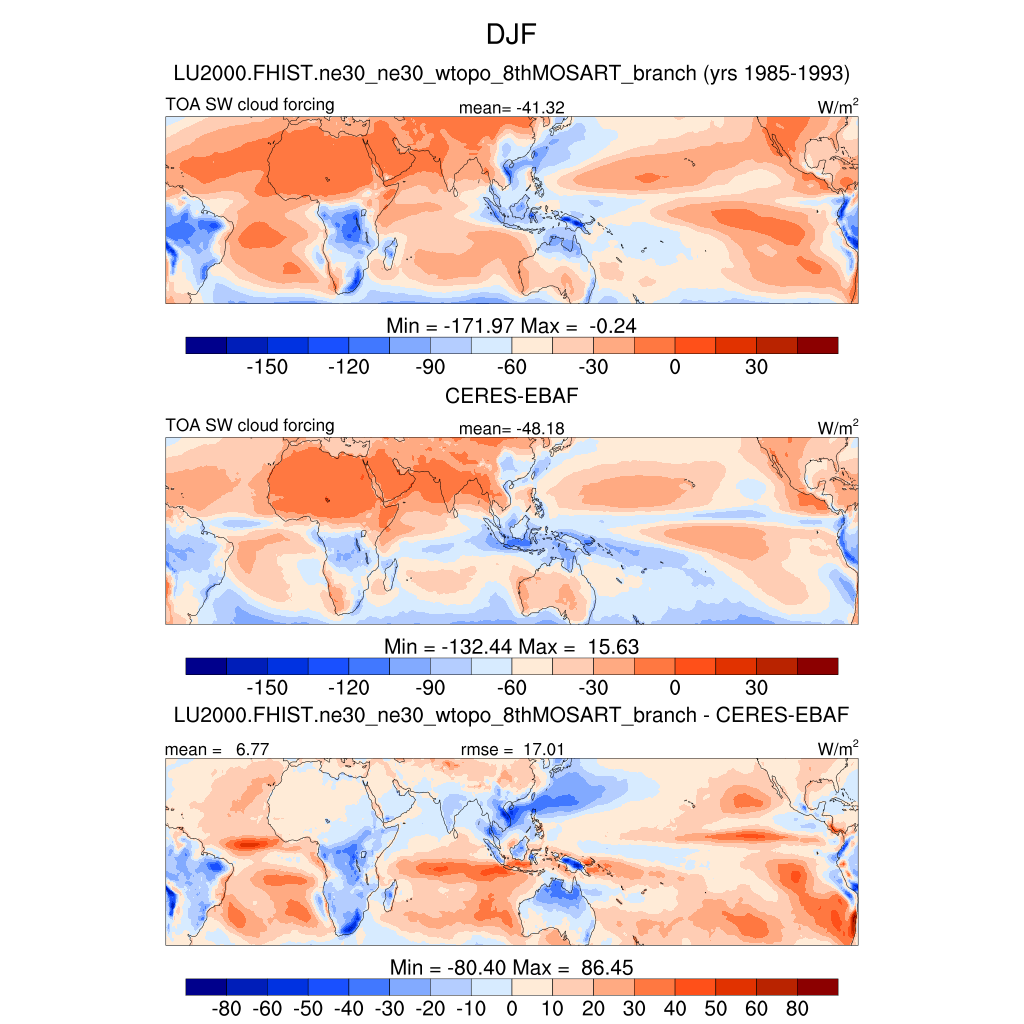 DJF
LU2000.FHIST.ne30_ne30_wtopo_8thMOSART_branch (yrs 1985-1993)
TOA SW cloud forcing mean= -41.32 W/m2
Min = -171.97 Max = -0.24
-150 -120 -90 -60 -30 0 30
CERES-EBAF
TOA SW cloud forcing mean= -48.18 W/m2
Min = -132.44 Max = 15.63
-150 -120 -90 -60 -30 0 30
LU2000.FHIST.ne30_ne30_wtopo_8thMOSART_branch - CERES-EBAF
mean = 6.77 rmse = 17.01 W/m2
Min = -80.40 Max = 86.45
-80 -60 -50 -40 -30 -20 -10 0 10 20 30 40 50 60 80